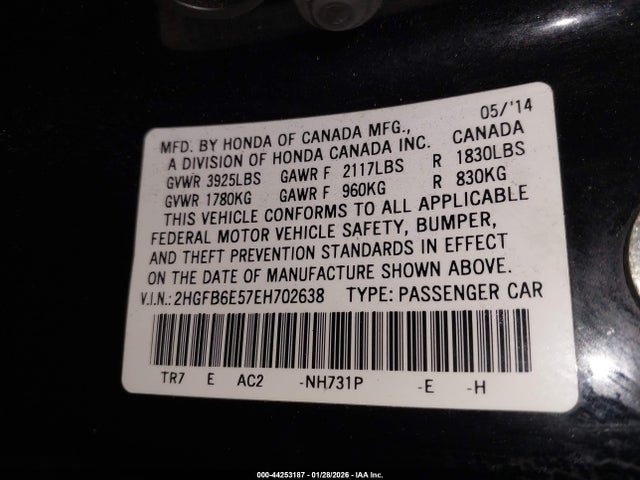 05/'14
MFD. BY HONDA OF CANADA MFG.,
A DIVISION OF HONDA CANADA INC. CANADA
GVWR 3925LBS GAWR F 2117LBS R 1830LBS
GVWR 1780KG GAWR F 960KG R 830KG
THIS VEHICLE CONFORMS TO ALL APPLICABLE
FEDERAL MOTOR VEHICLE SAFETY, BUMPER,
AND THEFT PREVENTION STANDARDS IN EFFECT
ON THE DATE OF MANUFACTURE SHOWN ABOVE.
V.I.N.: 2HGFB6E57EH702638 TYPE: PASSENGER CAR
TR7 E AC2 -NH731P -E -H
000-44253187 - 01/28/2026 - IAA Inc.